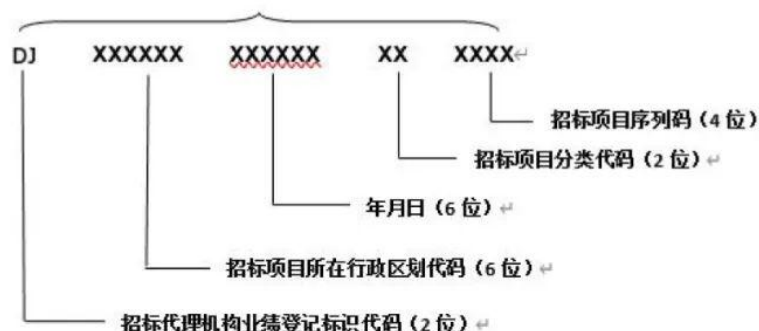 DJ XXXXXX XXXXXX XX XXXX
招标项目序列码（4 位）
招标项目分类代码（2 位）
年月日（6 位）
招标项目所在行政区划代码（6 位）
招标代理机构业绩登记标识代码（2 位）